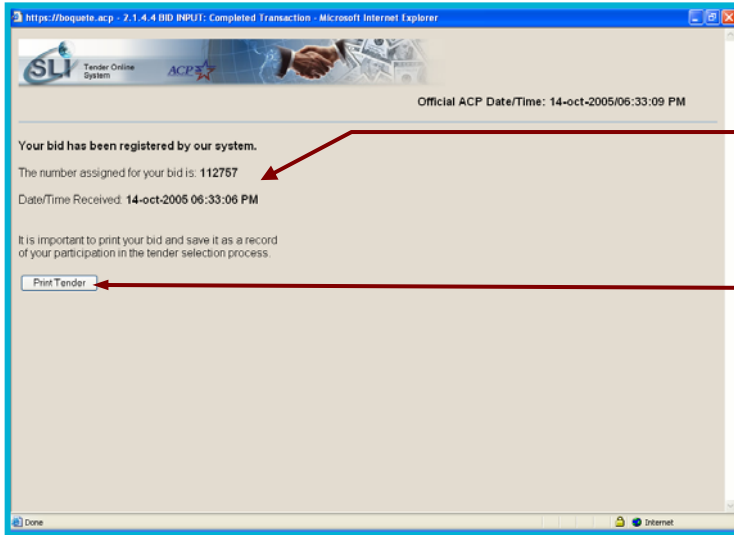 https://boquete.acp - 2.1.4.4 BID INPUT: Completed Transaction - Microsoft Internet Explorer
SLI Tender Online System ACP
Official ACP Date/Time: 14-oct-2005/06:33:09 PM
Your bid has been registered by our system.
The number assigned for your bid is: 112757
Date/Time Received: 14-oct-2005 06:33:06 PM
It is important to print your bid and save it as a record
of your participation in the tender selection process.
Print Tender
Done
Internet